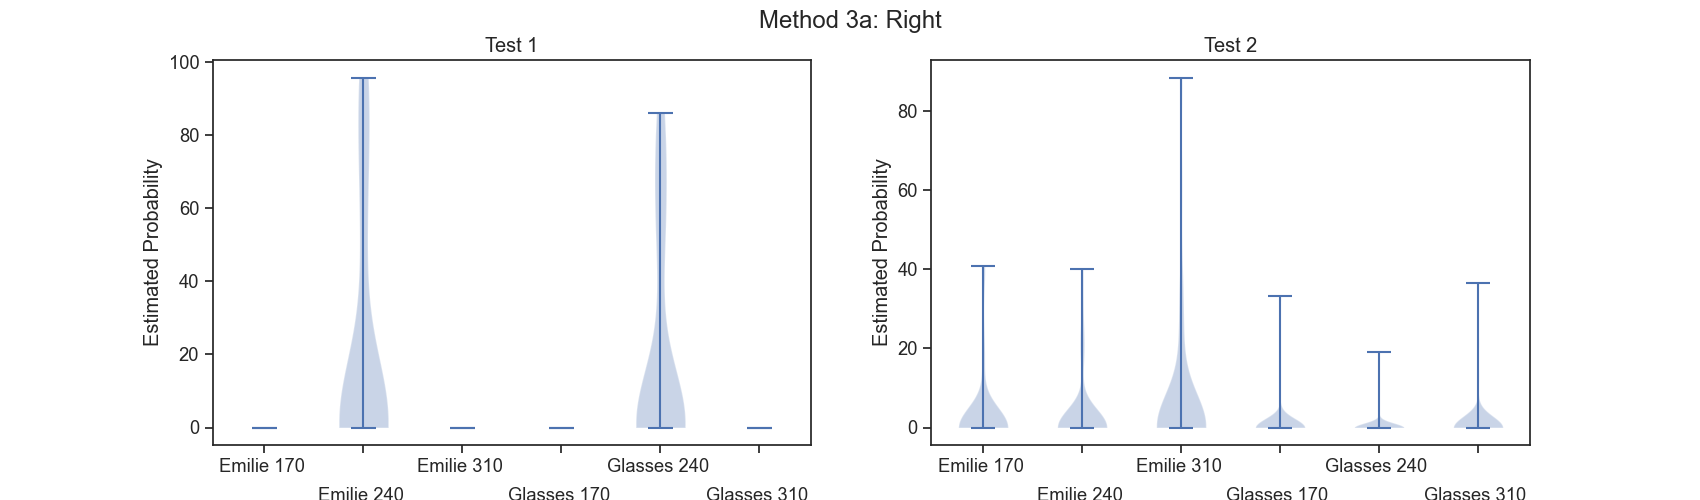 Method 3a: Right
Test 1
Estimated Probability
100
80
60
40
20
0
Emilie 170
Emilie 240
Emilie 310
Glasses 170
Glasses 240
Glasses 310
Test 2
Estimated Probability
80
60
40
20
0
Emilie 170
Emilie 240
Emilie 310
Glasses 170
Glasses 240
Glasses 310